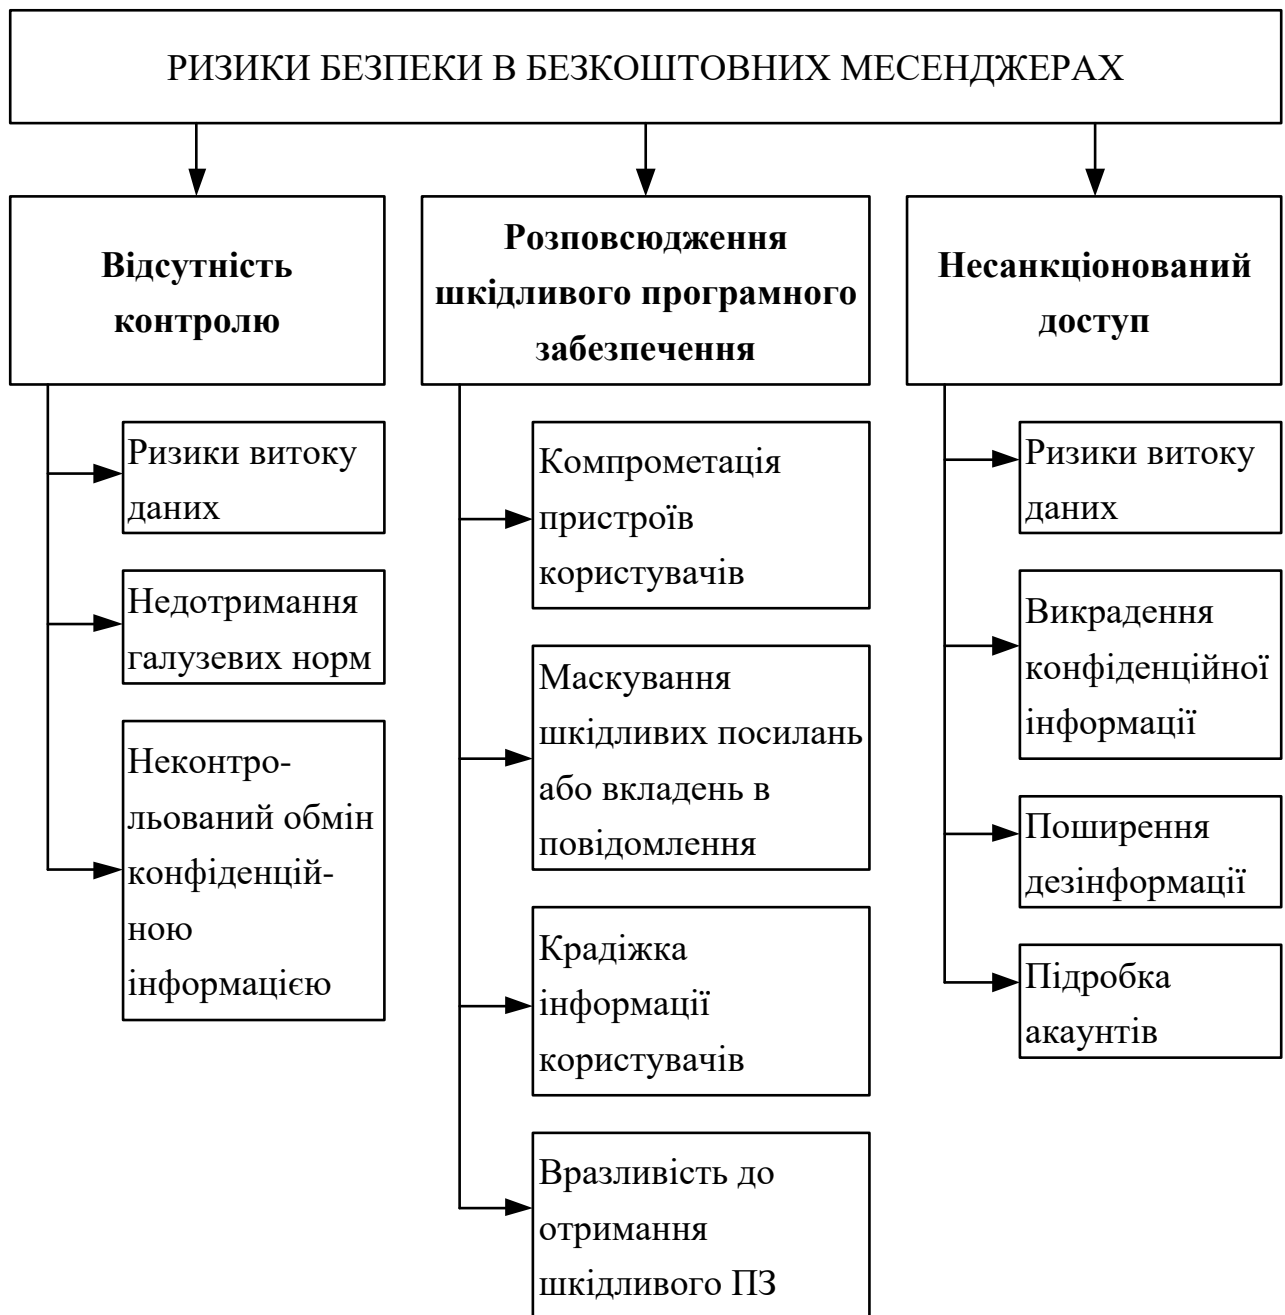 РИЗИКИ БЕЗПЕКИ В БЕЗКОШТОВНИХ МЕСЕНДЖЕРАХ
Відсутність
контролю
Ризики витоку
даних
Недотримання
галузевих норм
Неконтро-
льований обмін
конфіденцій-
ною
інформацією
Розповсюдження
шкідливого програмного
забезпечення
Компрометація
пристроїв
користувачів
Маскування
шкідливих посилань
або вкладень в
повідомлення
Крадіжка
інформації
користувачів
Вразливість до
отримання
шкідливого ПЗ
Несанкціонований
доступ
Ризики витоку
даних
Викрадення
конфіденційної
інформації
Поширення
дезінформації
Підробка
акаунтів